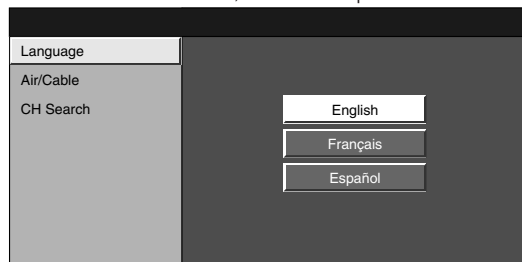 Language
Air/Cable
CH Search
English
Français
Español